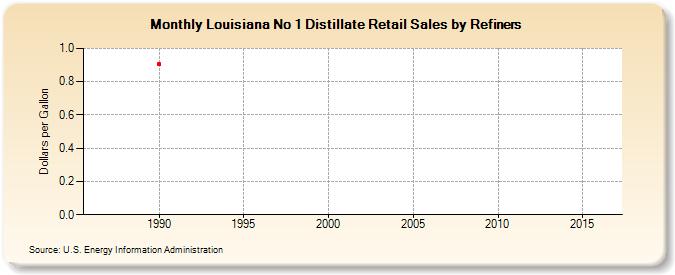 Monthly Louisiana No 1 Distillate Retail Sales by Refiners
Dollars per Gallon
1.0
0.8
0.6
0.4
0.2
0.0
1990 1995 2000 2005 2010 2015
Source: U.S. Energy Information Administration